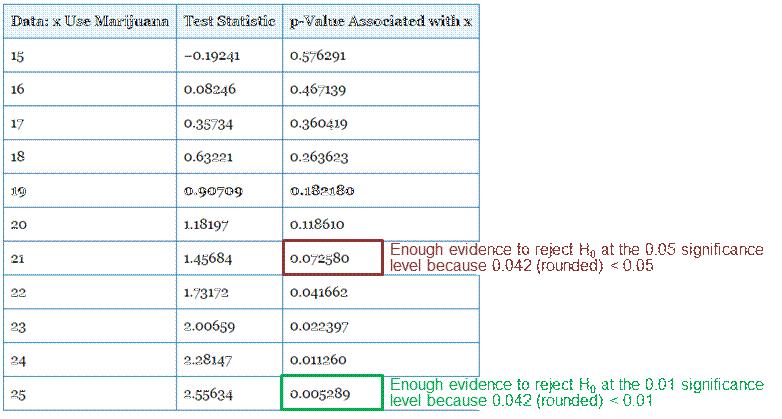 Data: x Use Marijuana Test Statistic p-Value Associated with x
15 −0.19241 0.576291
16 0.08246 0.467139
17 0.35734 0.360419
18 0.63221 0.263623
19 0.90709 0.182180
20 1.18197 0.118610
21 1.45684 0.072580
Enough evidence to reject H₀ at the 0.05 significance
level because 0.042 (rounded) < 0.05
22 1.73172 0.041662
23 2.00659 0.022397
24 2.28147 0.011260
25 2.55634 0.005289
Enough evidence to reject H₀ at the 0.01 significance
level because 0.042 (rounded) < 0.01